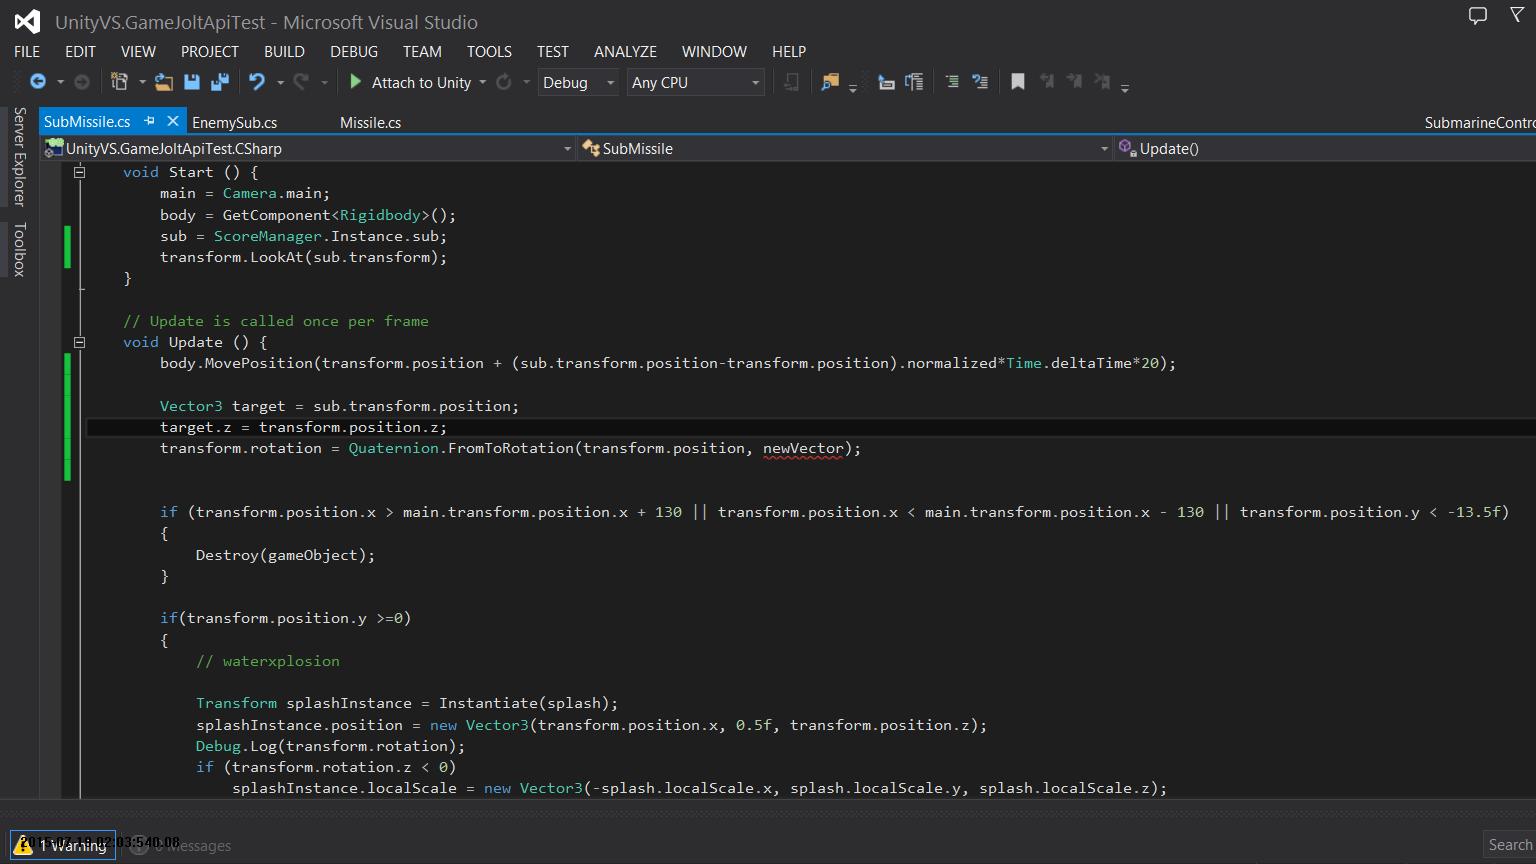 UnityVS.GameJoltApiTest - Microsoft Visual Studio
FILE EDIT VIEW PROJECT BUILD DEBUG TEAM TOOLS TEST ANALYZE WINDOW HELP
Attach to Unity Debug Any CPU
Server Explorer
Toolbox
SubMissile.cs EnemySub.cs Missile.cs SubmarineContro
UnityVS.GameJoltApiTest.CSharp SubMissile Update()
void Start () {
main = Camera.main;
body = GetComponent<Rigidbody>();
sub = ScoreManager.Instance.sub;
transform.LookAt(sub.transform);
}
// Update is called once per frame
void Update () {
body.MovePosition(transform.position + (sub.transform.position-transform.position).normalized*Time.deltaTime*20);
Vector3 target = sub.transform.position;
target.z = transform.position.z;
transform.rotation = Quaternion.FromToRotation(transform.position, newVector);
if (transform.position.x > main.transform.position.x + 130 || transform.position.x < main.transform.position.x - 130 || transform.position.y < -13.5f)
{
Destroy(gameObject);
}
if(transform.position.y >=0)
{
// waterxplosion
Transform splashInstance = Instantiate(splash);
splashInstance.position = new Vector3(transform.position.x, 0.5f, transform.position.z);
Debug.Log(transform.rotation);
if (transform.rotation.z < 0)
splashInstance.localScale = new Vector3(-splash.localScale.x, splash.localScale.y, splash.localScale.z);
1 Warning 0 Messages
Search